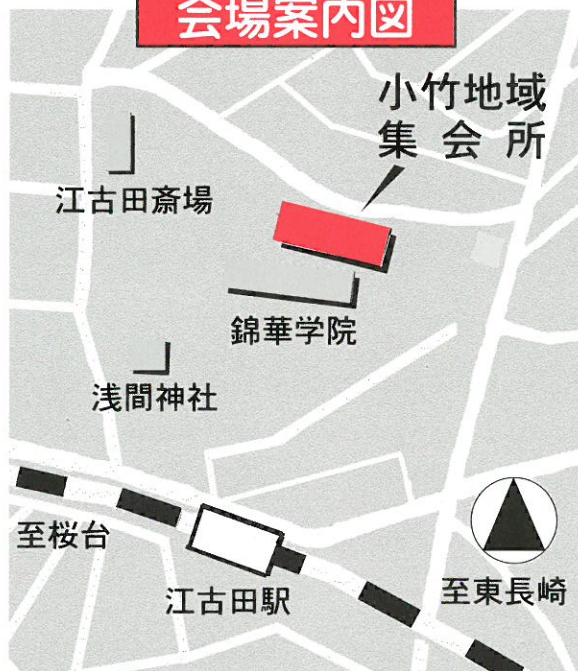 会場案内図
小竹地域
集会所
江古田斎場
錦華学院
浅間神社
至桜台
江古田駅
至東長崎